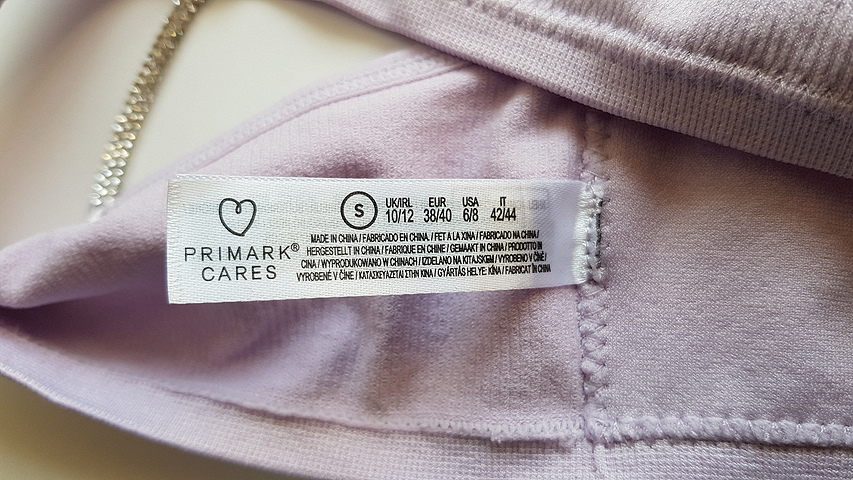 PRIMARK®
CARES
S
UK/IRL EUR USA IT
10/12 38/40 6/8 42/44
MADE IN CHINA / FABRICADO EN CHINA. / FET A LA XINA / FABRICADO NA CHINA /
HERGESTELLT IN CHINA / FABRIQUE EN CHINE / GEMAAKT IN CHINA / PRODOTTO IN
CINA / WYPRODUKOWANO W CHINACH / IZDELANO NA KITAJSKEM / VYROBENO V ČÍNĚ /
VYROBENÉ V ČÍNE / ΚΑΤΑΣΚΕΥΑΖΕΤΑΙ ΣΤΗΝ ΚΙΝΑ / GYÁRTÁS HELYE: KÍNA / FABRICAT ÎN CHINA